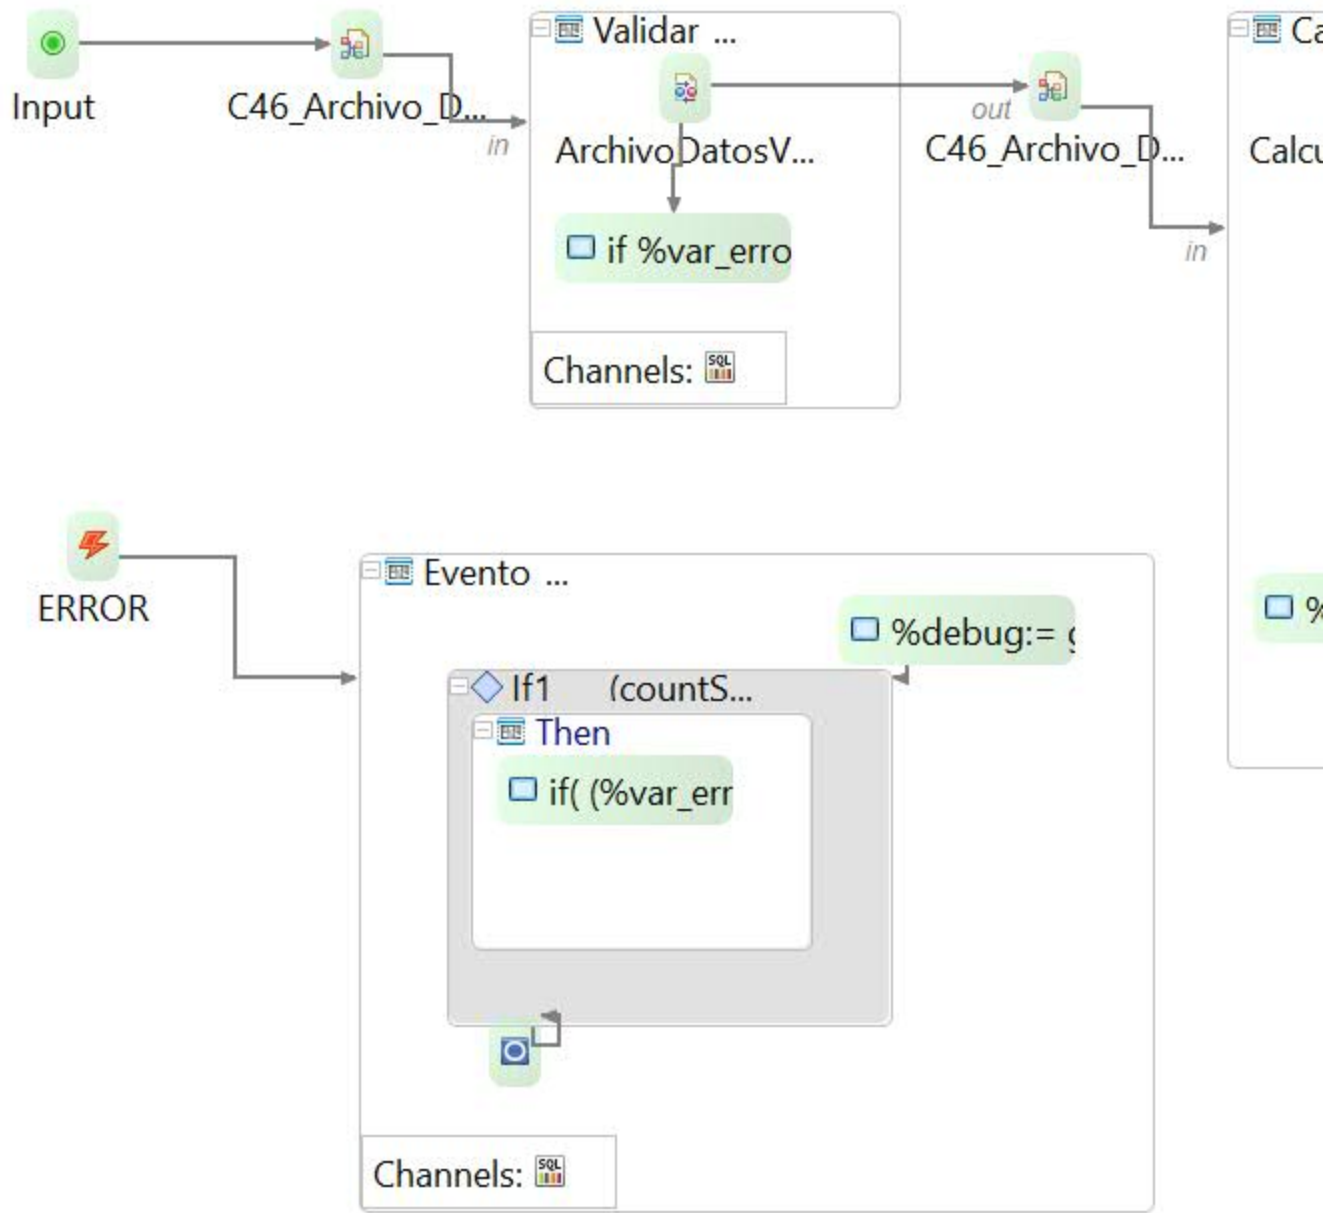 Validar ...
Ca
Input
C46_Archivo_D...
in
ArchivoDatosV...
out
C46_Archivo_D...
in
Calcu
if %var_erro
Channels:
SQL
ERROR
Evento ...
%debug:= g
%
If1 (countS...
Then
if( (%var_err
Channels:
SQL